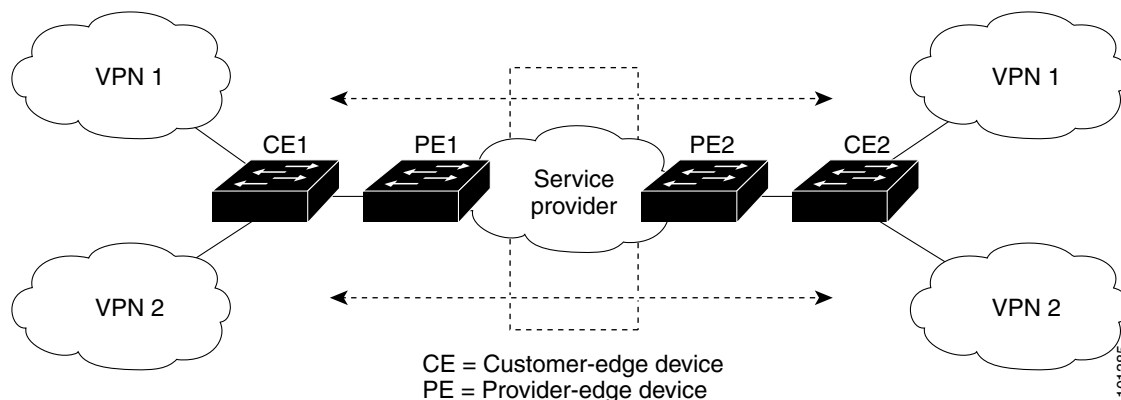 VPN 1
VPN 1
CE1
PE1
PE2
CE2
Service
provider
VPN 2
VPN 2
CE = Customer-edge device
PE = Provider-edge device